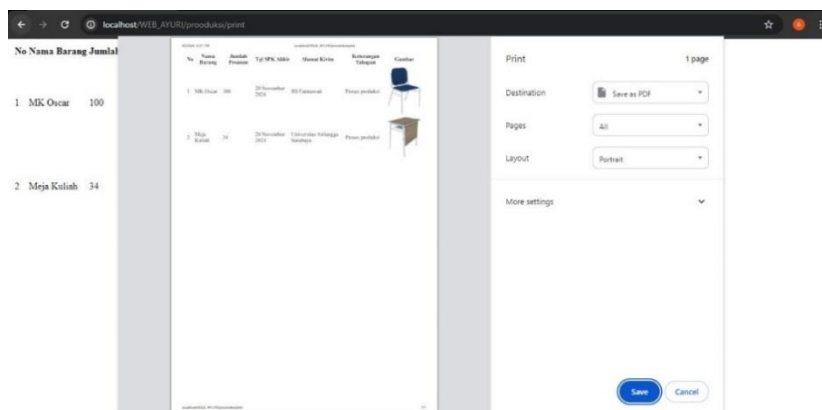 localhost/WEB_AYURI/prooduksi/print
No Nama Barang Jumlah
1 MK Oscar 100
2 Meja Kuliah 34
No Nama Barang Jumlah Pesanan Tgl SPK Akhir Alamat Kirim Keterangan Tahapan Gambar
1 MK Oscar 100 20 November 2021 Proses produksi
2 Meja Kuliah 34 20 November 2021 Universitas Airlangga Surabaya Proses produksi
Print 1 page
Destination Save as PDF
Pages All
Layout Portrait
More settings
Save Cancel